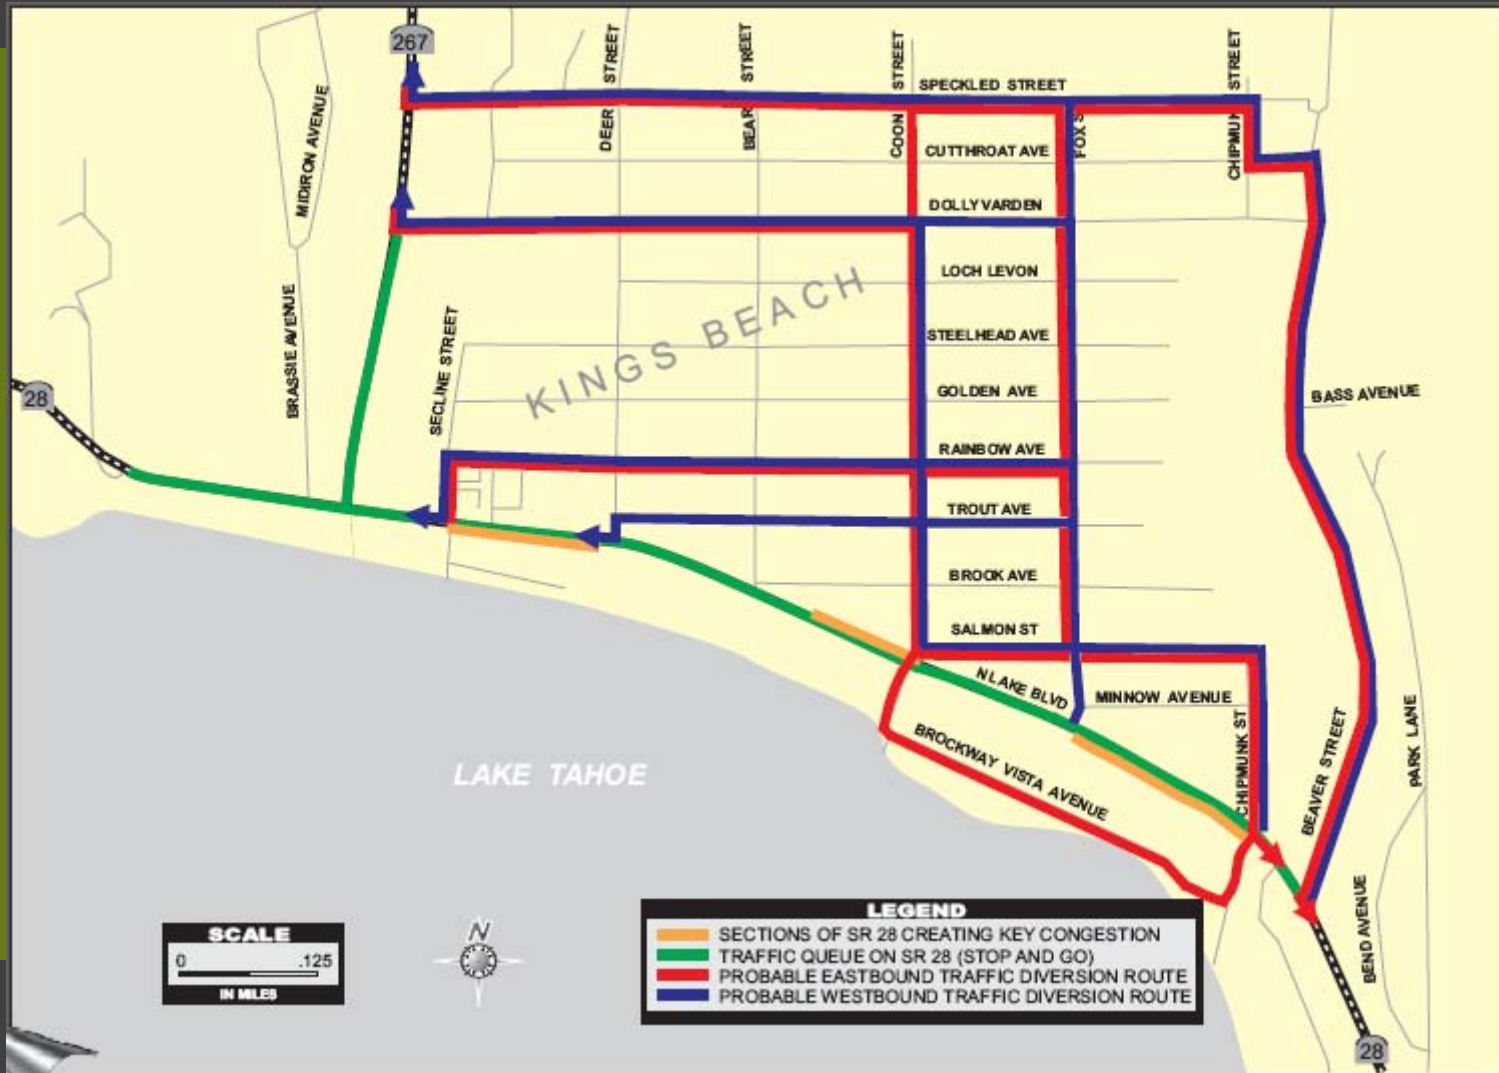 267
DEER STREET
BEAR STREET
COON STREET
SPECKLED STREET
CHIPMUNK STREET
MIDIRON AVENUE
CUTTHROAT AVE
FOX S
DOLLY VARDEN
LOCH LEVON
KINGS BEACH
BRASSIE AVENUE
SECLINE STREET
STEELHEAD AVE
GOLDEN AVE
BASS AVENUE
28
RAINBOW AVE
TROUT AVE
BROOK AVE
SALMON ST
N LAKE BLVD
MINNOW AVENUE
CHIPMUNK ST
BEAVER STREET
PARK LANE
BROCKWAY VISTA AVENUE
LAKE TAHOE
BEND AVENUE
SCALE
0 .125
IN MILES
N
LEGEND
SECTIONS OF SR 28 CREATING KEY CONGESTION
TRAFFIC QUEUE ON SR 28 (STOP AND GO)
PROBABLE EASTBOUND TRAFFIC DIVERSION ROUTE
PROBABLE WESTBOUND TRAFFIC DIVERSION ROUTE
28